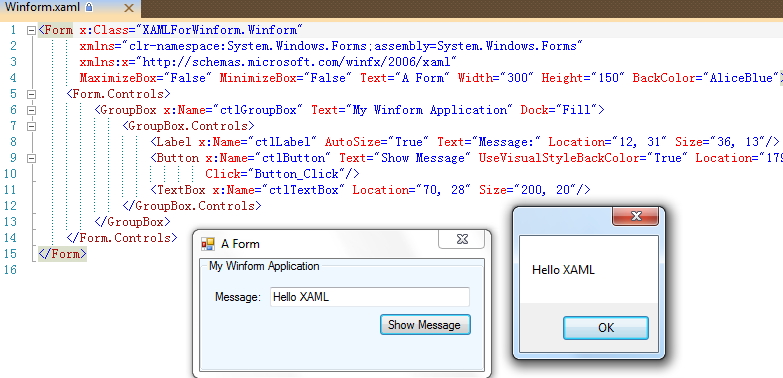 Winform.xaml
1 <Form x:Class="XAMLForWinform.Winform"
2 xmlns="clr-namespace:System.Windows.Forms;assembly=System.Windows.Forms"
3 xmlns:x="http://schemas.microsoft.com/winfx/2006/xaml"
4 MaximizeBox="False" MinimizeBox="False" Text="A Form" Width="300" Height="150" BackColor="AliceBlue">
5 <Form.Controls>
6 <GroupBox x:Name="ctlGroupBox" Text="My Winform Application" Dock="Fill">
7 <GroupBox.Controls>
8 <Label x:Name="ctlLabel" AutoSize="True" Text="Message:" Location="12, 31" Size="36, 13"/>
9 <Button x:Name="ctlButton" Text="Show Message" UseVisualStyleBackColor="True" Location="179
10 Click="Button_Click"/>
11 <TextBox x:Name="ctlTextBox" Location="70, 28" Size="200, 20"/>
12 </GroupBox.Controls>
13 </GroupBox>
14 </Form.Controls>
15 </Form>
16
A Form
My Winform Application
Message: Hello XAML
Show Message
Hello XAML
OK